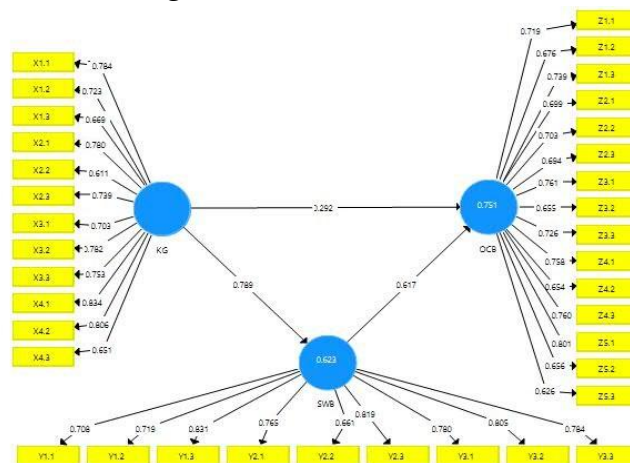 X1.1
X1.2
X1.3
X2.1
X2.2
X2.3
X3.1
X3.2
X3.3
X4.1
X4.2
X4.3
0.784
0.723
0.669
0.780
0.611
0.739
0.703
0.782
0.753
0.834
0.806
0.651
KG
0.292
0.789
0.617
0.751
OCB
0.623
SWB
0.719
0.676
0.739
0.699
0.703
0.694
0.761
0.655
0.726
0.758
0.654
0.760
0.801
0.656
0.626
Z1.1
Z1.2
Z1.3
Z2.1
Z2.2
Z2.3
Z3.1
Z3.2
Z3.3
Z4.1
Z4.2
Z4.3
Z5.1
Z5.2
Z5.3
0.708
0.719
0.831
0.765
0.661
0.819
0.780
0.805
0.784
Y1.1
Y1.2
Y1.3
Y2.1
Y2.2
Y2.3
Y3.1
Y3.2
Y3.3